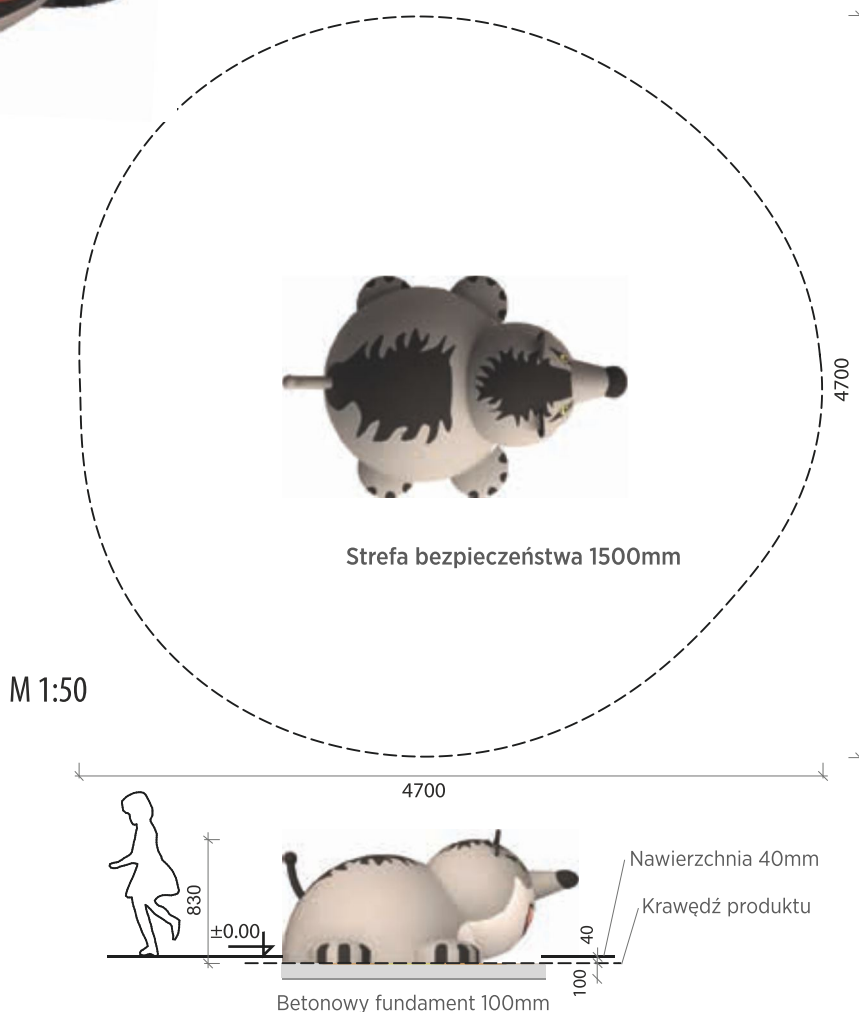 4700
Strefa bezpieczeństwa 1500mm
M 1:50
4700
830
±0.00
Nawierzchnia 40mm
Krawędź produktu
40
100
Betonowy fundament 100mm